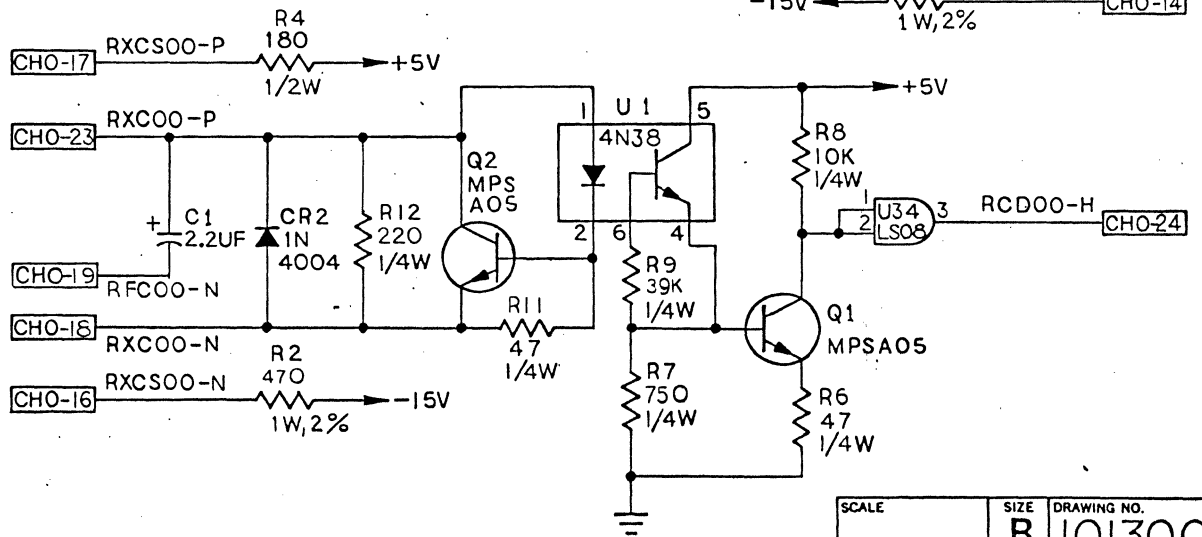 -15V
1W,2%
CHO-14
R4
180
1/2W
CHO-17
RXCS00-P
+5V
CHO-23
RXC00-P
C1
+
2.2UF
CR2
1N
4004
R12
220
1/4W
Q2
MPS
A05
CHO-19
RFC00-N
CHO-18
RXC00-N
R11
47
1/4W
CHO-16
RXCS00-N
R2
470
1W,2%
-15V
U1
4N38
1
5
2
6
4
+5V
R8
10K
1/4W
R9
39K
1/4W
R7
750
1/4W
Q1
MPSA05
R6
47
1/4W
1
2
U34
LS08
3
RCD00-H
CHO-24
SCALE
SIZE
B
DRAWING NO.